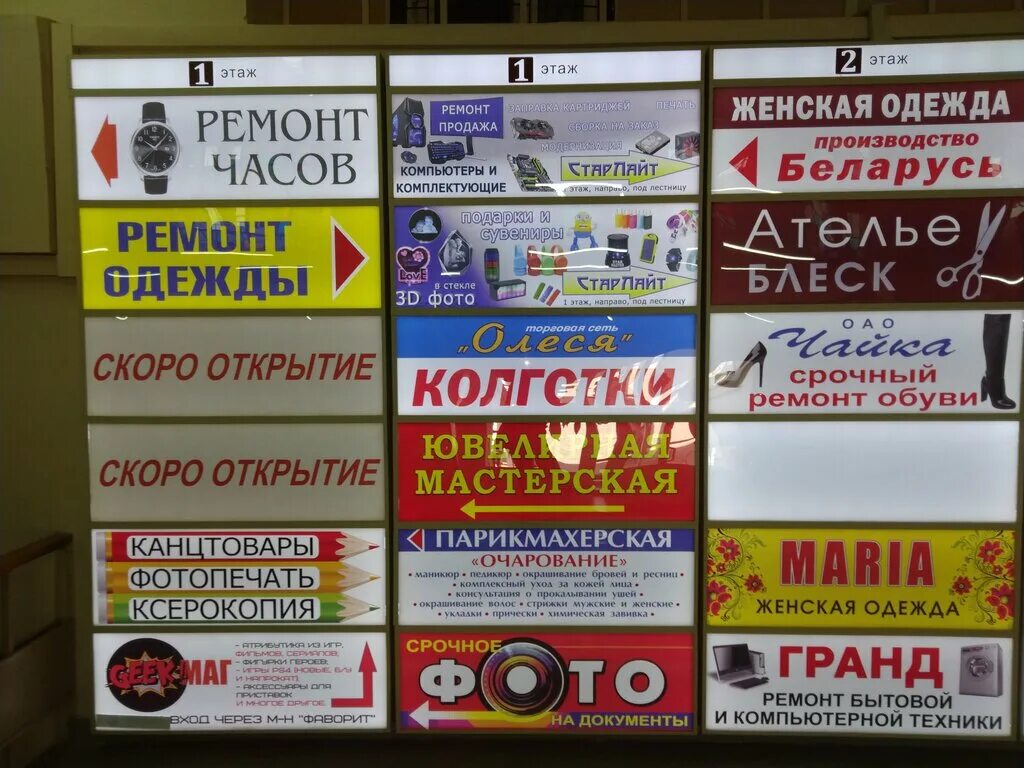 1 этаж
РЕМОНТ
ЧАСОВ
РЕМОНТ
ОДЕЖДЫ
СКОРО ОТКРЫТИЕ
СКОРО ОТКРЫТИЕ
КАНЦТОВАРЫ
ФОТОПЕЧАТЬ
КСЕРОКОПИЯ
GEEK МАГ
- АТРИБУТИКА ИЗ ИГР,
ФИЛЬМОВ, СЕРИАЛОВ;
- ФИГУРКИ ГЕРОЕВ;
- ИГРЫ PS4 (НОВЫЕ, Б/У
И НАПРОКАТ);
- АКСЕССУАРЫ ДЛЯ
ПРИСТАВОК
И МНОГОЕ ДРУГОЕ.
ВХОД ЧЕРЕЗ М-Н "ФАВОРИТ"
1 этаж
РЕМОНТ
ПРОДАЖА
ЗАПРАВКА КАРТРИДЖЕЙ ПЕЧАТЬ
СБОРКА НА ЗАКАЗ
МОДЕРНИЗАЦИЯ
КОМПЬЮТЕРЫ И
КОМПЛЕКТУЮЩИЕ
СТАРЛАЙТ
1 этаж, направо, под лестницу
ПОДАРКИ И
СУВЕНИРЫ
LOVE
в стекле
3D фото
СТАРЛАЙТ
1 этаж, направо, под лестницу
торговая сеть
„Олеся"
КОЛГОТКИ
ЮВЕЛИРНАЯ
МАСТЕРСКАЯ
ПАРИКМАХЕРСКАЯ
«ОЧАРОВАНИЕ»
• маникюр • педикюр • окрашивание бровей и ресниц •
• комплексный уход за кожей лица •
• консультация о прокалывании ушей •
• окрашивание волос • стрижки мужские и женские •
• укладки • прически • химическая завивка •
СРОЧНОЕ
ФОТО
НА ДОКУМЕНТЫ
2 этаж
ЖЕНСКАЯ ОДЕЖДА
производство
Беларусь
Ателье
БЛЕСК
ОАО
Чайка
срочный
ремонт обуви
MARIA
ЖЕНСКАЯ ОДЕЖДА
ГРАНД
РЕМОНТ БЫТОВОЙ
И КОМПЬЮТЕРНОЙ ТЕХНИКИ